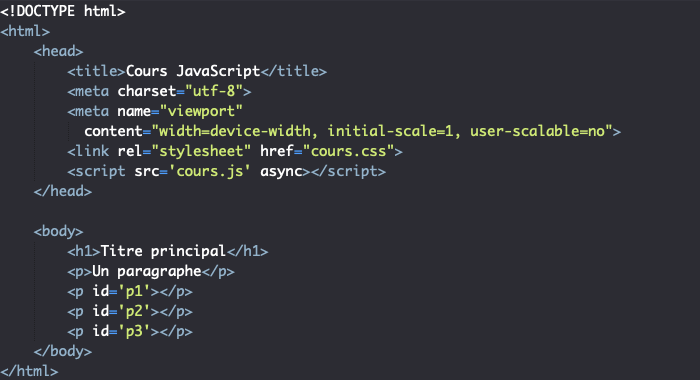 <!DOCTYPE html>
<html>
    <head>
        <title>Cours JavaScript</title>
        <meta charset="utf-8">
        <meta name="viewport"
          content="width=device-width, initial-scale=1, user-scalable=no">
        <link rel="stylesheet" href="cours.css">
        <script src='cours.js' async></script>
    </head>

    <body>
        <h1>Titre principal</h1>
        <p>Un paragraphe</p>
        <p id='p1'></p>
        <p id='p2'></p>
        <p id='p3'></p>
    </body>
</html>